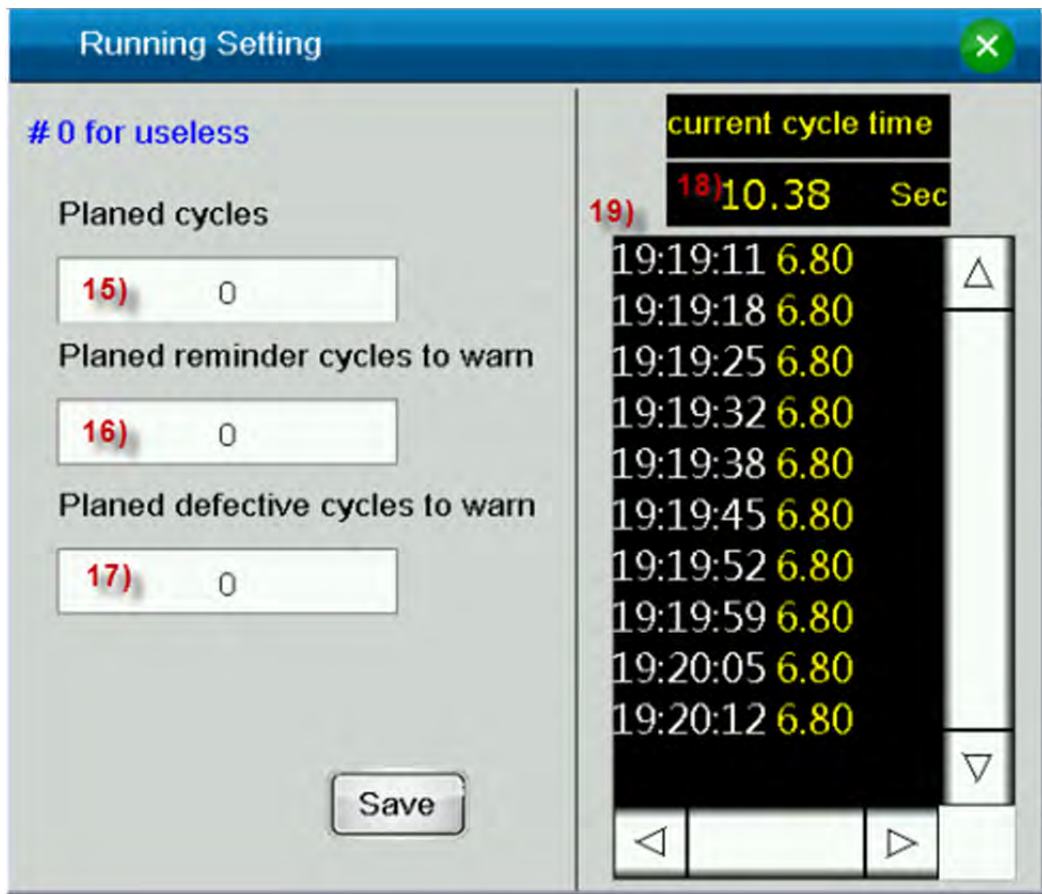 Running Setting
# 0 for useless
Planed cycles
15) 0
Planed reminder cycles to warn
16) 0
Planed defective cycles to warn
17) 0
Save
current cycle time
18) 10.38 Sec
19)
19:19:11 6.80
19:19:18 6.80
19:19:25 6.80
19:19:32 6.80
19:19:38 6.80
19:19:45 6.80
19:19:52 6.80
19:19:59 6.80
19:20:05 6.80
19:20:12 6.80